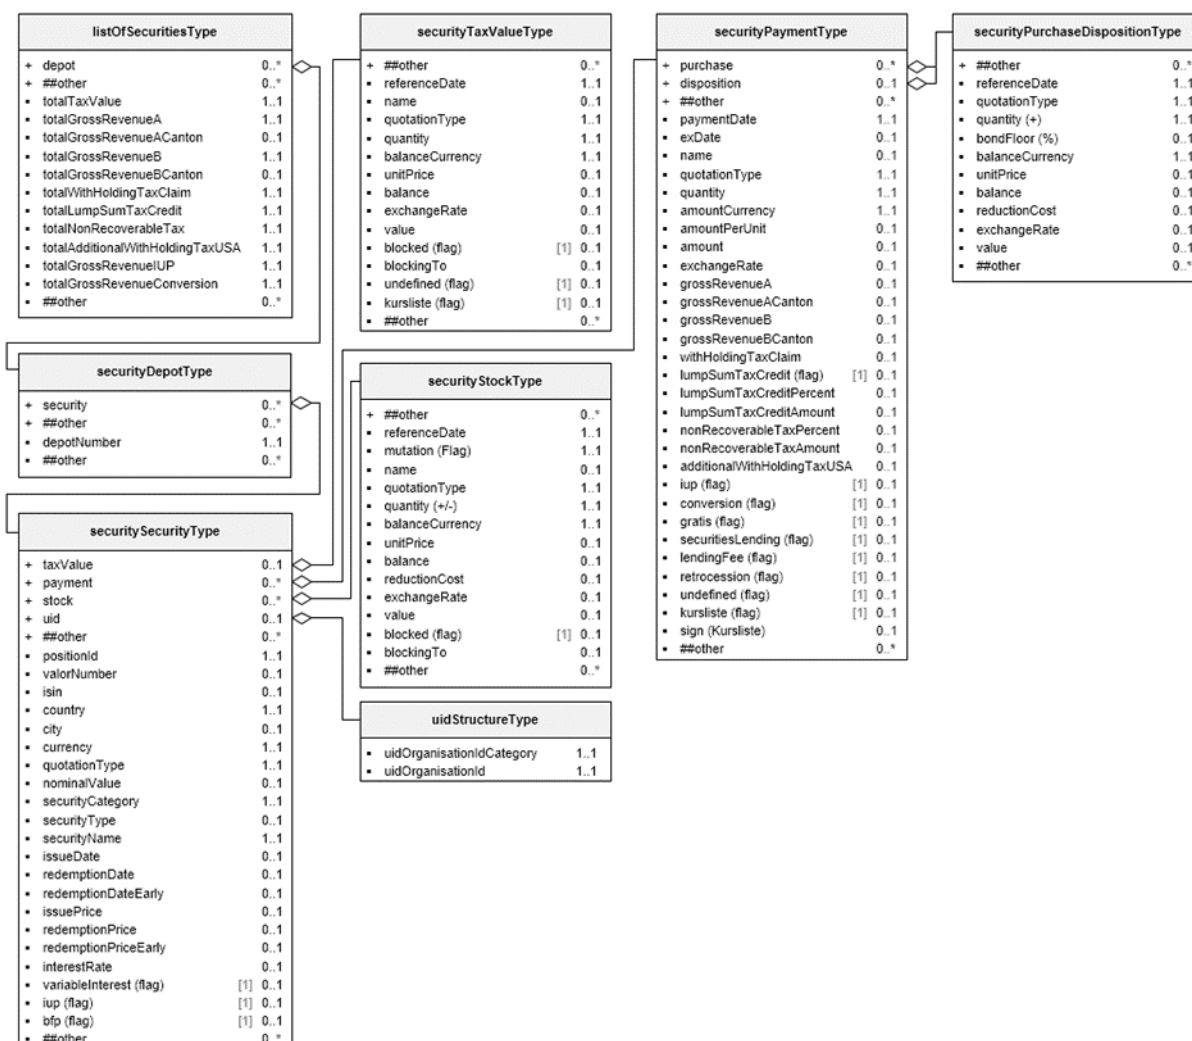 listOfSecuritiesType
+ depot 0..*
+ ##other 0..*
▪ totalTaxValue 1..1
▪ totalGrossRevenueA 1..1
▪ totalGrossRevenueACanton 0..1
▪ totalGrossRevenueB 1..1
▪ totalGrossRevenueBCanton 0..1
▪ totalWithHoldingTaxClaim 1..1
▪ totalLumpSumTaxCredit 1..1
▪ totalNonRecoverableTax 1..1
▪ totalAdditionalWithHoldingTaxUSA 1..1
▪ totalGrossRevenueIUP 1..1
▪ totalGrossRevenueConversion 1..1
▪ ##other 0..*
securityDepotType
+ security 0..*
+ ##other 0..*
▪ depotNumber 1..1
▪ ##other 0..*
securitySecurityType
+ taxValue 0..1
+ payment 0..*
+ stock 0..*
+ uid 0..1
+ ##other 0..*
▪ positionId 1..1
▪ valorNumber 0..1
▪ isin 0..1
▪ country 1..1
▪ city 0..1
▪ currency 1..1
▪ quotationType 1..1
▪ nominalValue 0..1
▪ securityCategory 1..1
▪ securityType 0..1
▪ securityName 1..1
▪ issueDate 0..1
▪ redemptionDate 0..1
▪ redemptionDateEarly 0..1
▪ issuePrice 0..1
▪ redemptionPrice 0..1
▪ redemptionPriceEarly 0..1
▪ interestRate 0..1
▪ variableInterest (flag) [1] 0..1
▪ iup (flag) [1] 0..1
▪ bfp (flag) [1] 0..1
▪ ##other 0..*
securityTaxValueType
+ ##other 0..*
▪ referenceDate 1..1
▪ name 0..1
▪ quotationType 1..1
▪ quantity 1..1
▪ balanceCurrency 1..1
▪ unitPrice 0..1
▪ balance 0..1
▪ exchangeRate 0..1
▪ value 0..1
▪ blocked (flag) [1] 0..1
▪ blockingTo 0..1
▪ undefined (flag) [1] 0..1
▪ kursliste (flag) [1] 0..1
▪ ##other 0..*
securityStockType
+ ##other 0..*
▪ referenceDate 1..1
▪ mutation (Flag) 1..1
▪ name 0..1
▪ quotationType 1..1
▪ quantity (+/-) 1..1
▪ balanceCurrency 1..1
▪ unitPrice 0..1
▪ balance 0..1
▪ reductionCost 0..1
▪ exchangeRate 0..1
▪ value 0..1
▪ blocked (flag) [1] 0..1
▪ blockingTo 0..1
▪ ##other 0..*
uidStructureType
▪ uidOrganisationIdCategory 1..1
▪ uidOrganisationId 1..1
securityPaymentType
+ purchase 0..*
+ disposition 0..1
+ ##other 0..*
▪ paymentDate 1..1
▪ exDate 0..1
▪ name 0..1
▪ quotationType 1..1
▪ quantity 1..1
▪ amountCurrency 1..1
▪ amountPerUnit 0..1
▪ amount 0..1
▪ exchangeRate 0..1
▪ grossRevenueA 0..1
▪ grossRevenueACanton 0..1
▪ grossRevenueB 0..1
▪ grossRevenueBCanton 0..1
▪ withHoldingTaxClaim 0..1
▪ lumpSumTaxCredit (flag) [1] 0..1
▪ lumpSumTaxCreditPercent 0..1
▪ lumpSumTaxCreditAmount 0..1
▪ nonRecoverableTaxPercent 0..1
▪ nonRecoverableTaxAmount 0..1
▪ additionalWithHoldingTaxUSA 0..1
▪ iup (flag) [1] 0..1
▪ conversion (flag) [1] 0..1
▪ gratis (flag) [1] 0..1
▪ securitiesLending (flag) [1] 0..1
▪ lendingFee (flag) [1] 0..1
▪ retrocession (flag) [1] 0..1
▪ undefined (flag) [1] 0..1
▪ kursliste (flag) [1] 0..1
▪ sign (Kursliste) 0..1
▪ ##other 0..*
securityPurchaseDispositionType
+ ##other 0..*
▪ referenceDate 1..1
▪ quotationType 1..1
▪ quantity (+) 1..1
▪ bondFloor (%) 0..1
▪ balanceCurrency 1..1
▪ unitPrice 0..1
▪ balance 0..1
▪ reductionCost 0..1
▪ exchangeRate 0..1
▪ value 0..1
▪ ##other 0..*